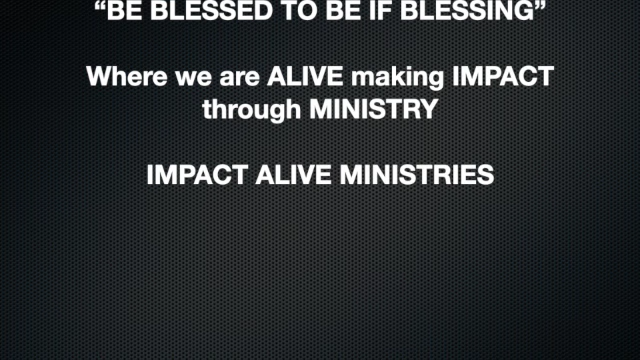 “BE BLESSED TO BE IF BLESSING”
Where we are ALIVE making IMPACT
through MINISTRY
IMPACT ALIVE MINISTRIES